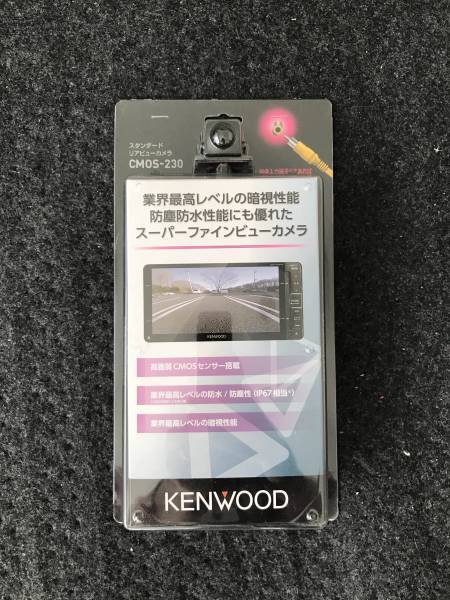 スタンダード
リアビューカメラ
CMOS-230
業界最高レベルの暗視性能
防塵防水性能にも優れた
スーパーファインビューカメラ
KENWOOD
高画質CMOSセンサー搭載
業界最高レベルの防水/防塵性(IP67相当*)
業界最高レベルの暗視性能
KENWOOD